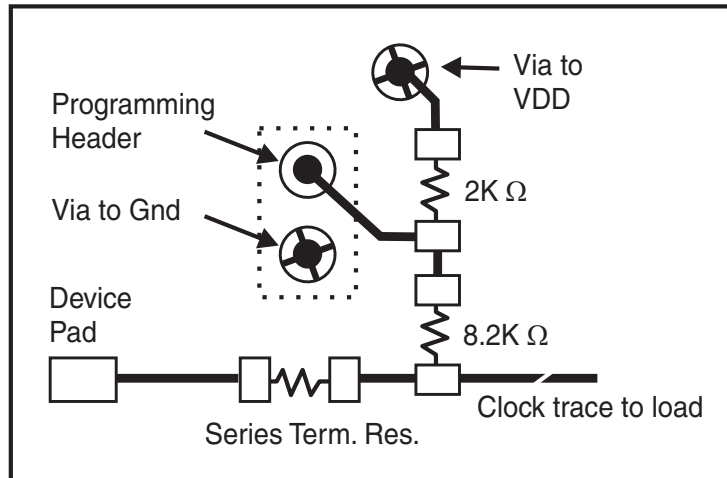 Via to
VDD
Programming
Header
2K Ω
Via to Gnd
Device
Pad
8.2K Ω
Clock trace to load
Series Term. Res.